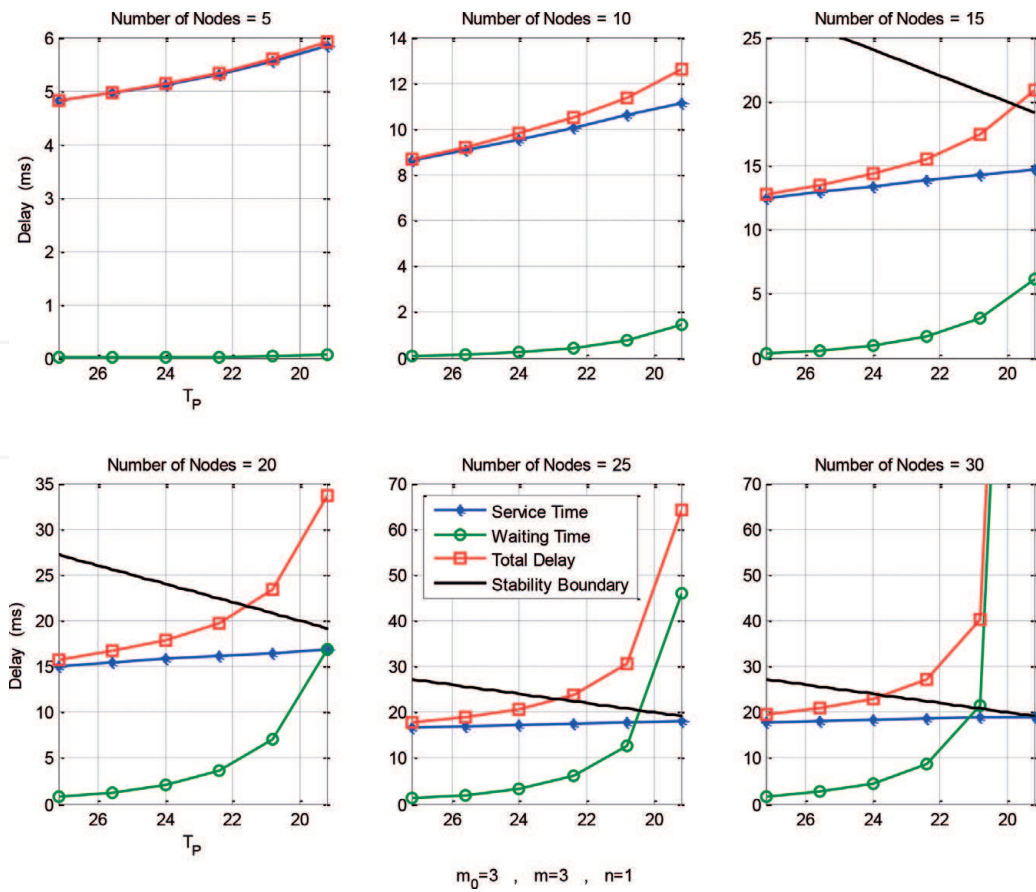 Number of Nodes = 5
Number of Nodes = 10
Number of Nodes = 15
6
5
4
3
2
1
0
Delay (ms)
26 24 22 20
T_P
14
12
10
8
6
4
2
0
26 24 22 20
25
20
15
10
5
0
26 24 22 20
Number of Nodes = 20
Number of Nodes = 25
Number of Nodes = 30
35
30
25
20
15
10
5
0
Delay (ms)
26 24 22 20
T_P
70
60
50
40
30
20
10
0
Service Time
Waiting Time
Total Delay
Stability Boundary
26 24 22 20
70
60
50
40
30
20
10
0
26 24 22 20
m_0=3 , m=3 , n=1